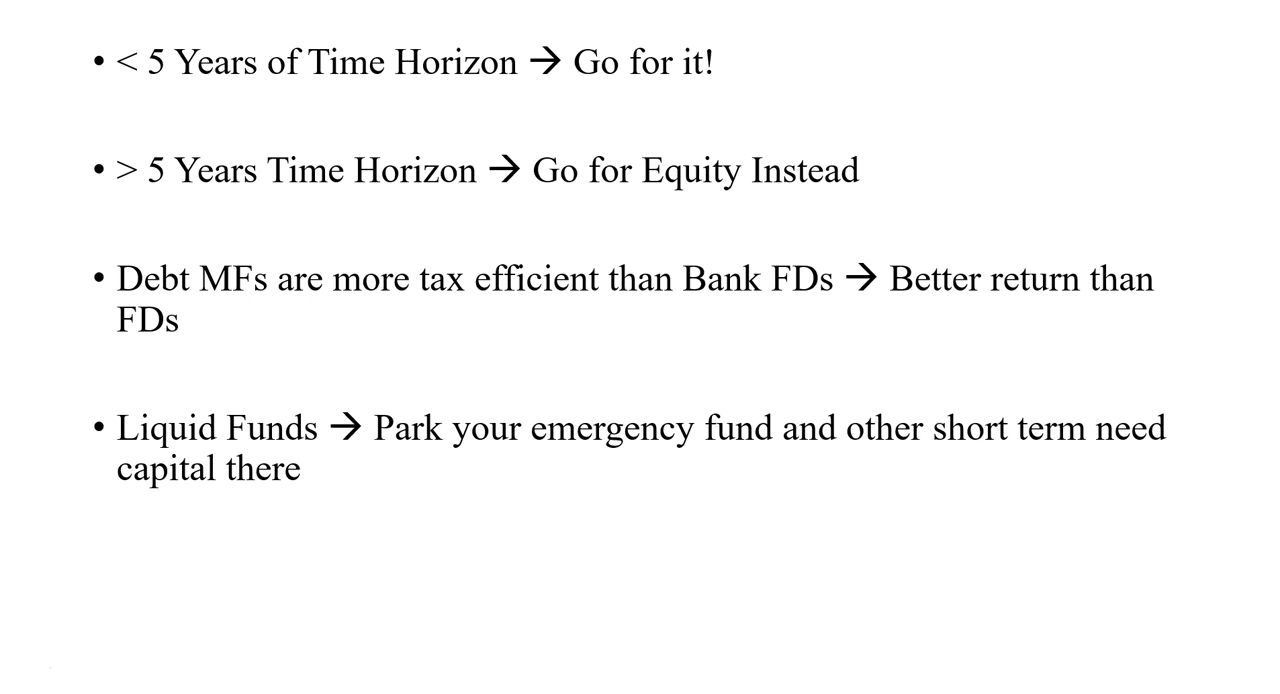 • < 5 Years of Time Horizon → Go for it!
• > 5 Years Time Horizon → Go for Equity Instead
• Debt MFs are more tax efficient than Bank FDs → Better return than
FDs
• Liquid Funds → Park your emergency fund and other short term need
capital there